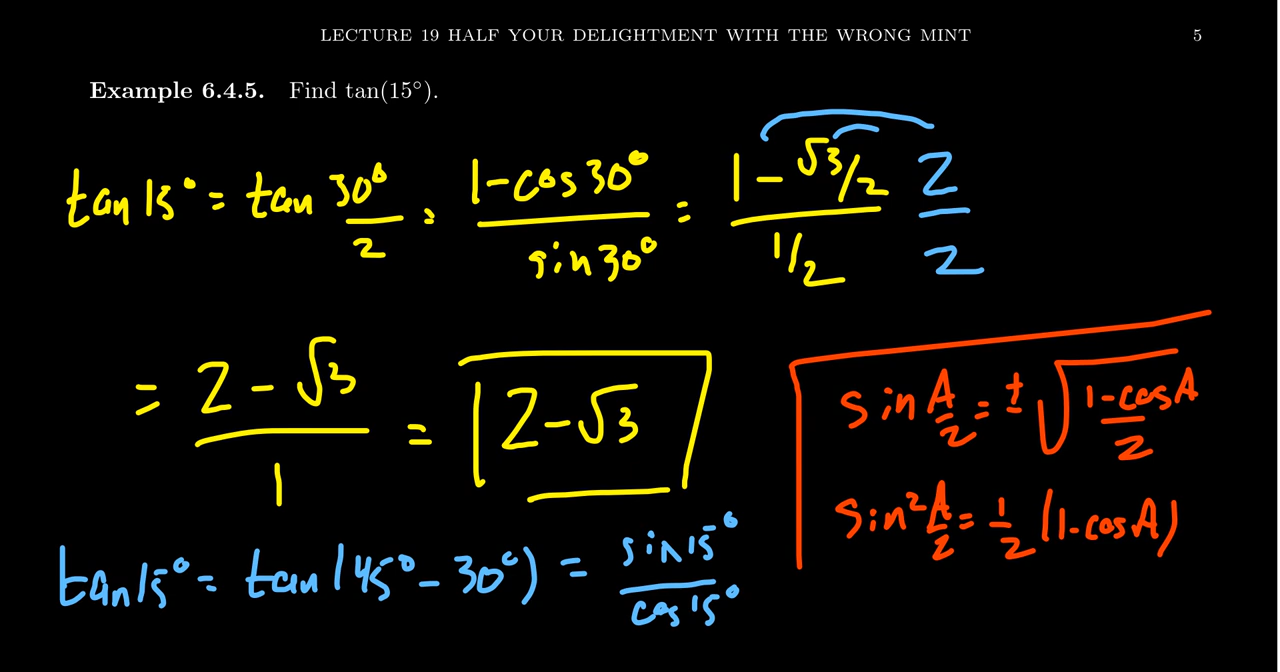 LECTURE 19 HALF YOUR DELIGHTMENT WITH THE WRONG MINT 5
Example 6.4.5. Find tan(15°).
tan 15° = tan 30°/2 = (1 - cos 30°)/(sin 30°) = (1 - √3/2)/(1/2) 2/2
= (2 - √3)/1 = 2 - √3
sin A/2 = ± √((1 - cos A)/2)
sin² A/2 = 1/2 (1 - cos A)
tan 15° = tan(45° - 30°) = sin 15°/cos 15°